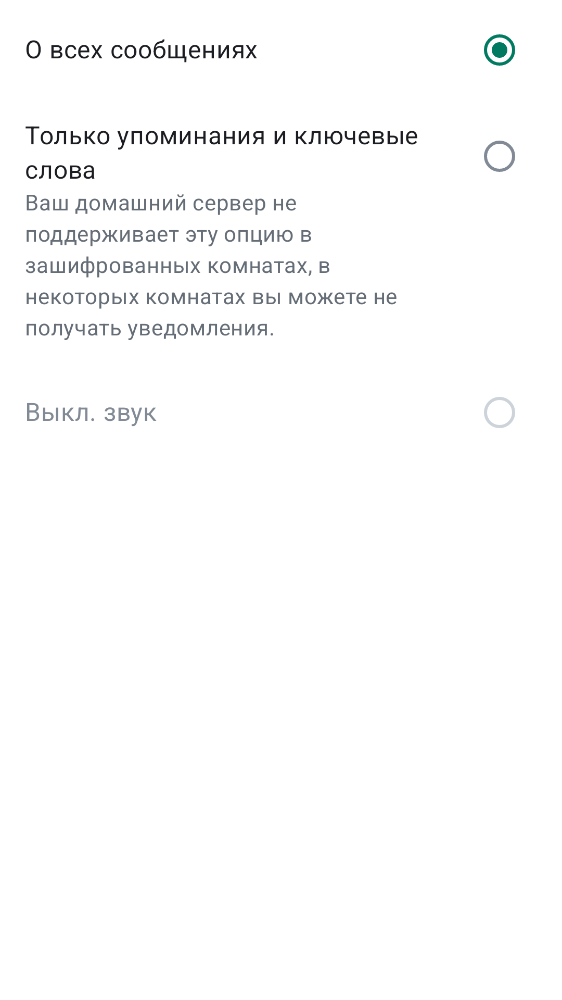 О всех сообщениях
Только упоминания и ключевые
слова
Ваш домашний сервер не
поддерживает эту опцию в
зашифрованных комнатах, в
некоторых комнатах вы можете не
получать уведомления.
Выкл. звук